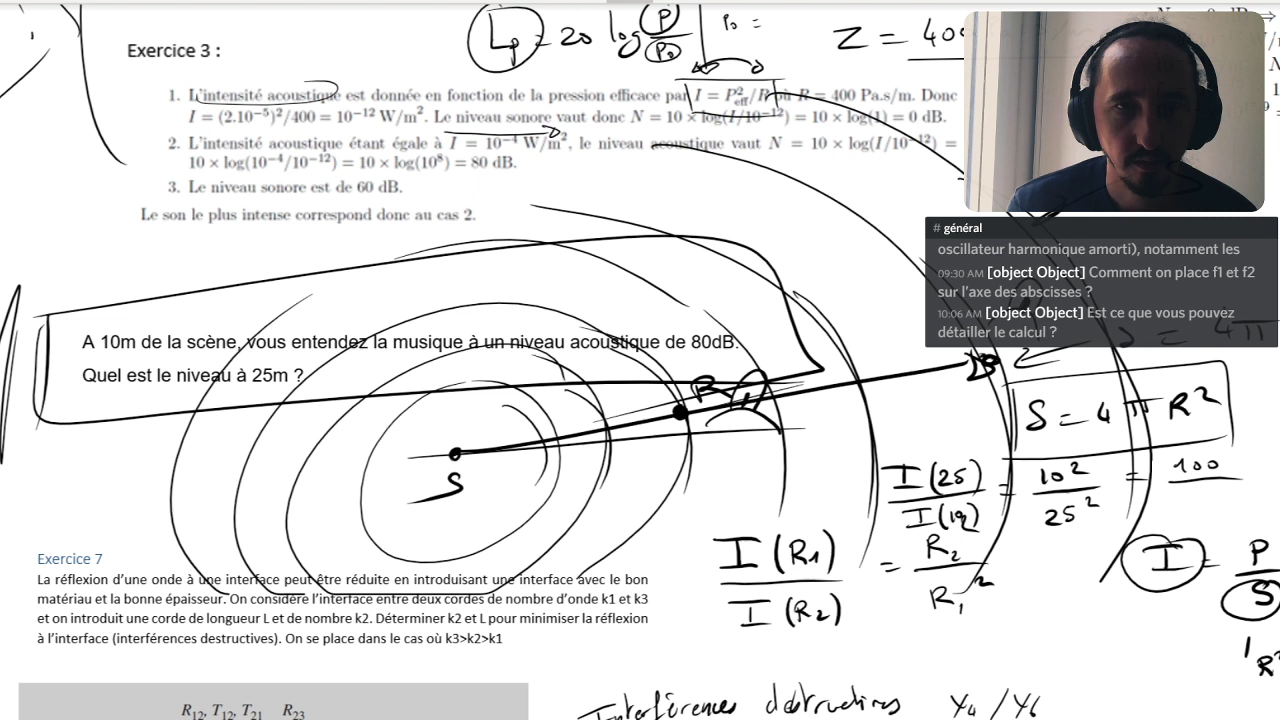 Lp = 20 log P/P0
P0 =
Z = 400
Exercice 3 :
1. L'intensité acoustique est donnée en fonction de la pression efficace par I = P²eff/R où R = 400 Pa.s/m. Donc
I = (2.10⁻⁵)²/400 = 10⁻¹² W/m². Le niveau sonore vaut donc N = 10 × log(I/10⁻¹²) = 10 × log(1) = 0 dB.
2. L'intensité acoustique étant égale à I = 10⁻⁴ W/m², le niveau acoustique vaut N = 10 × log(I/10⁻¹²) =
10 × log(10⁻⁴/10⁻¹²) = 10 × log(10⁸) = 80 dB.
3. Le niveau sonore est de 60 dB.
Le son le plus intense correspond donc au cas 2.
# général
oscillateur harmonique amorti), notamment les
09:30 AM [object Object] Comment on place f1 et f2
sur l'axe des abscisses ?
10:06 AM [object Object] Est ce que vous pouvez
détailler le calcul ?
= 4π
A 10m de la scène, vous entendez la musique à un niveau acoustique de 80dB.
Quel est le niveau à 25m ?
R
S
S = 4 π R²
I(25)/I(10) = 10²/25² = 100
I(R1)/I(R2) = R2/R1²
I = P/S
1
R²
Exercice 7
La réflexion d'une onde à une interface peut être réduite en introduisant une interface avec le bon
matériau et la bonne épaisseur. On considère l'interface entre deux cordes de nombre d'onde k1 et k3
et on introduit une corde de longueur L et de nombre k2. Déterminer k2 et L pour minimiser la réflexion
à l'interface (interférences destructives). On se place dans le cas où k3>k2>k1
R12, T12, T21 R23
Interférences destructives